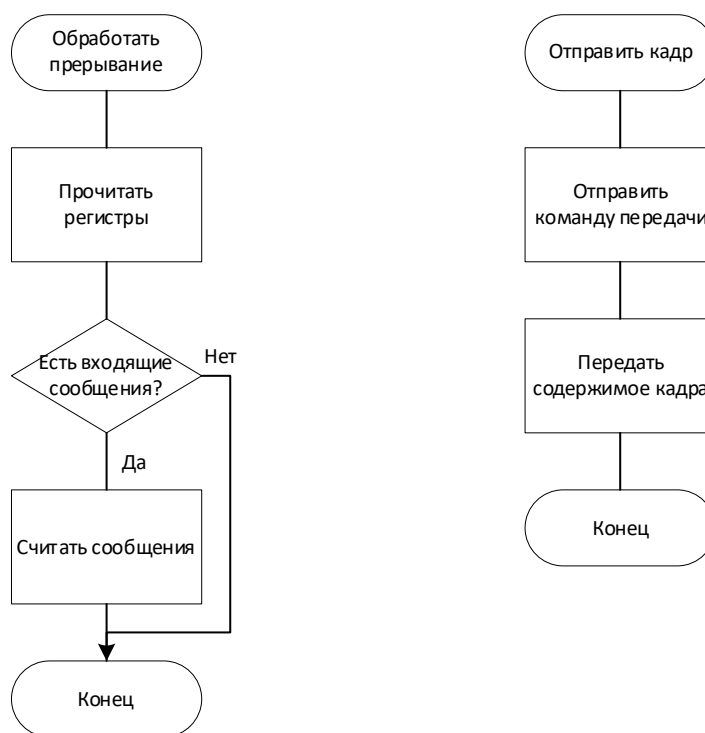 Обработать
прерывание
Прочитать
регистры
Есть входящие
сообщения?
Нет
Да
Считать сообщения
Конец
Отправить кадр
Отправить
команду передачи
Передать
содержимое кадра
Конец